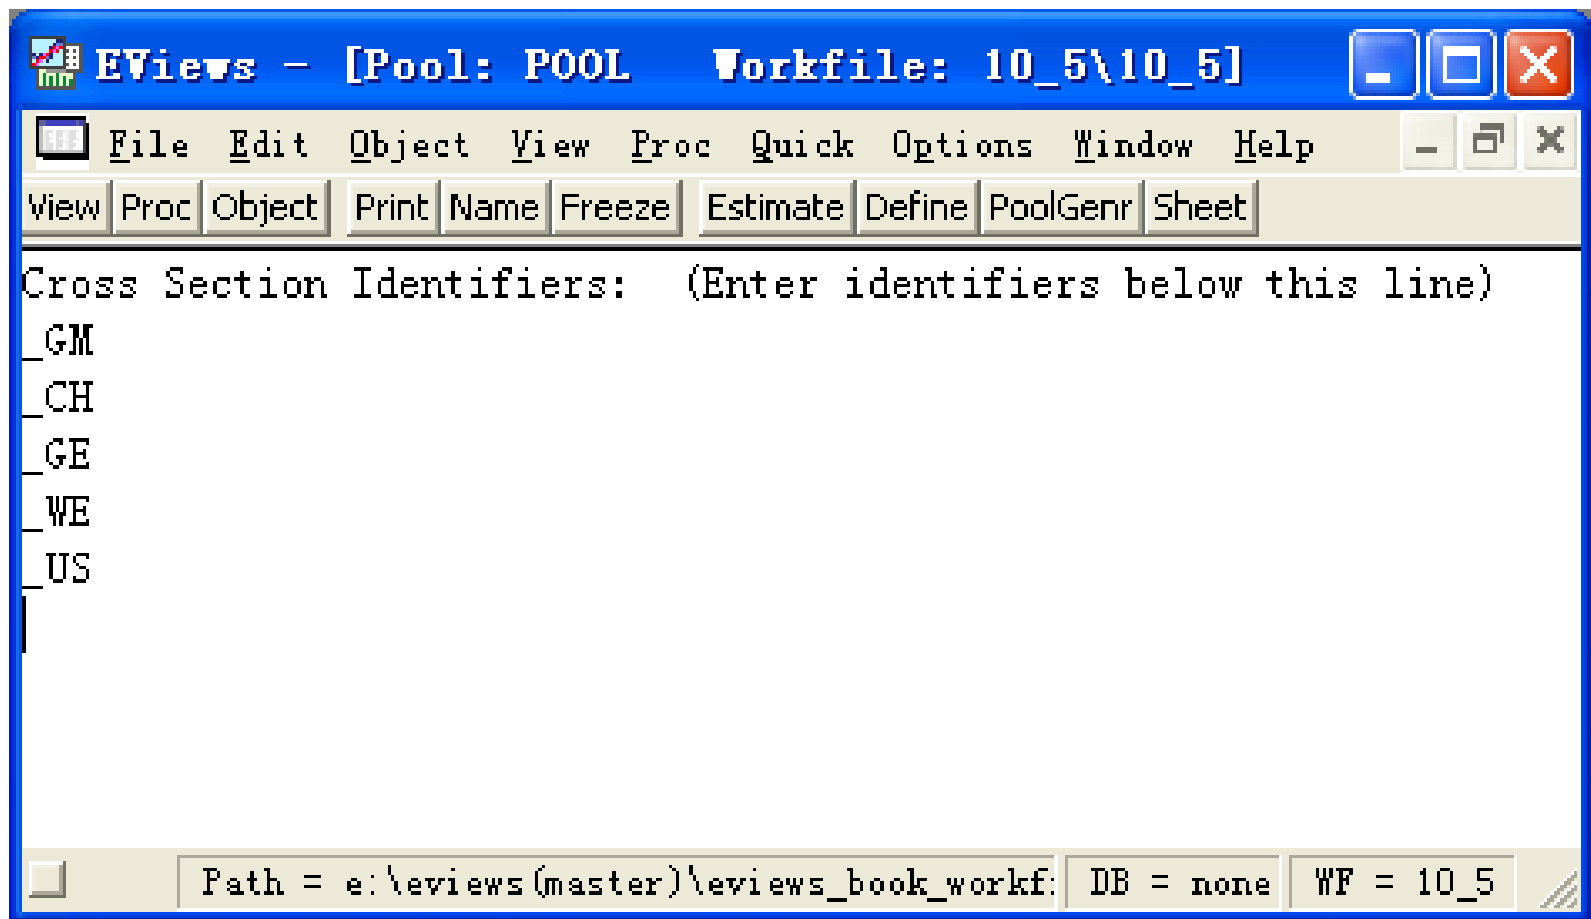 EViews - [Pool: POOL Workfile: 10_5\10_5]
File Edit Object View Proc Quick Options Window Help
View Proc Object Print Name Freeze Estimate Define PoolGenr Sheet
Cross Section Identifiers: (Enter identifiers below this line)
_GM
_CH
_GE
_WE
_US
Path = e:\eviews(master)\eviews_book_workf DB = none WF = 10_5